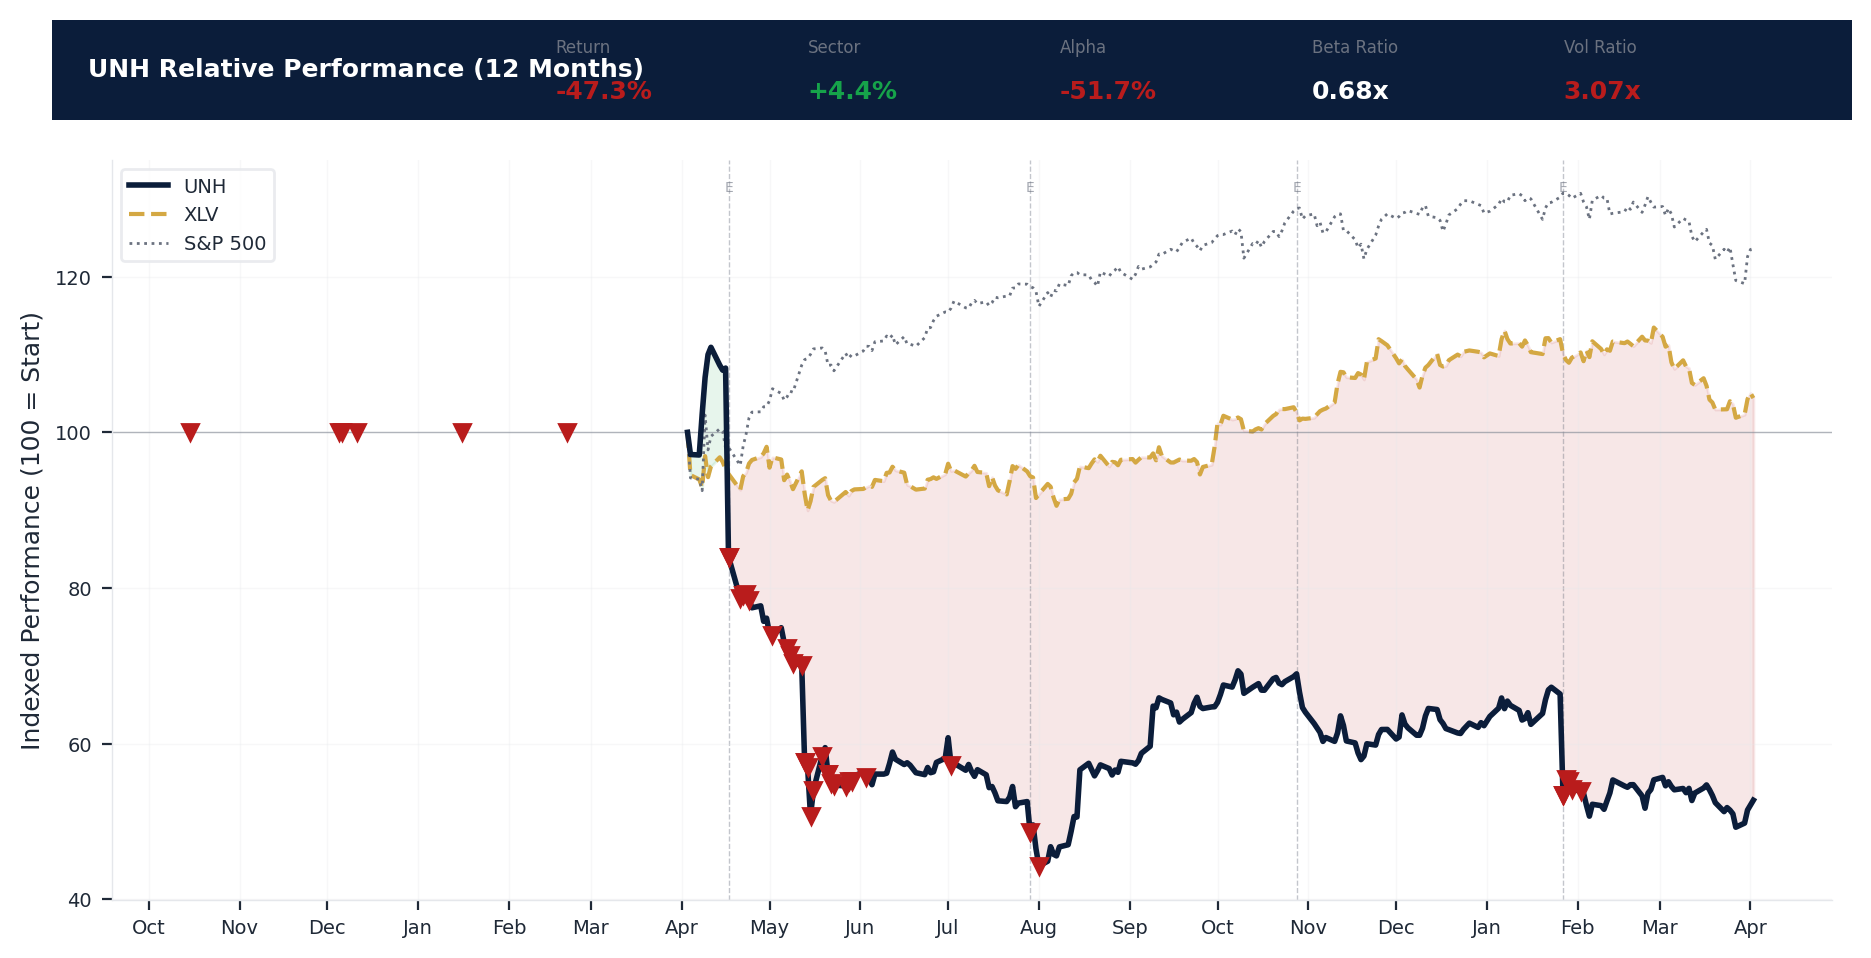 UNH Relative Performance (12 Months)
Return
Sector
Alpha
Beta Ratio
Vol Ratio
-47.3%
+4.4%
-51.7%
0.68x
3.07x
UNH
XLV
S&P 500
E
E
E
E
Indexed Performance (100 = Start)
120
100
80
60
40
Oct
Nov
Dec
Jan
Feb
Mar
Apr
May
Jun
Jul
Aug
Sep
Oct
Nov
Dec
Jan
Feb
Mar
Apr